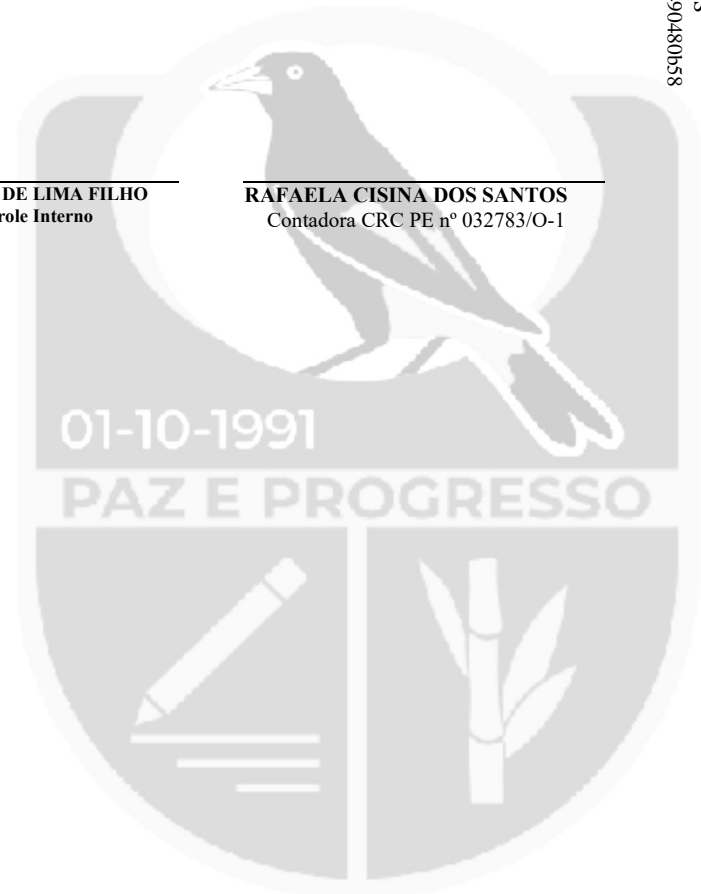 90480b58
DE LIMA FILHO
role Interno
RAFAELA CISINA DOS SANTOS
Contadora CRC PE nº 032783/O-1
01-10-1991
PAZ E PROGRESSO